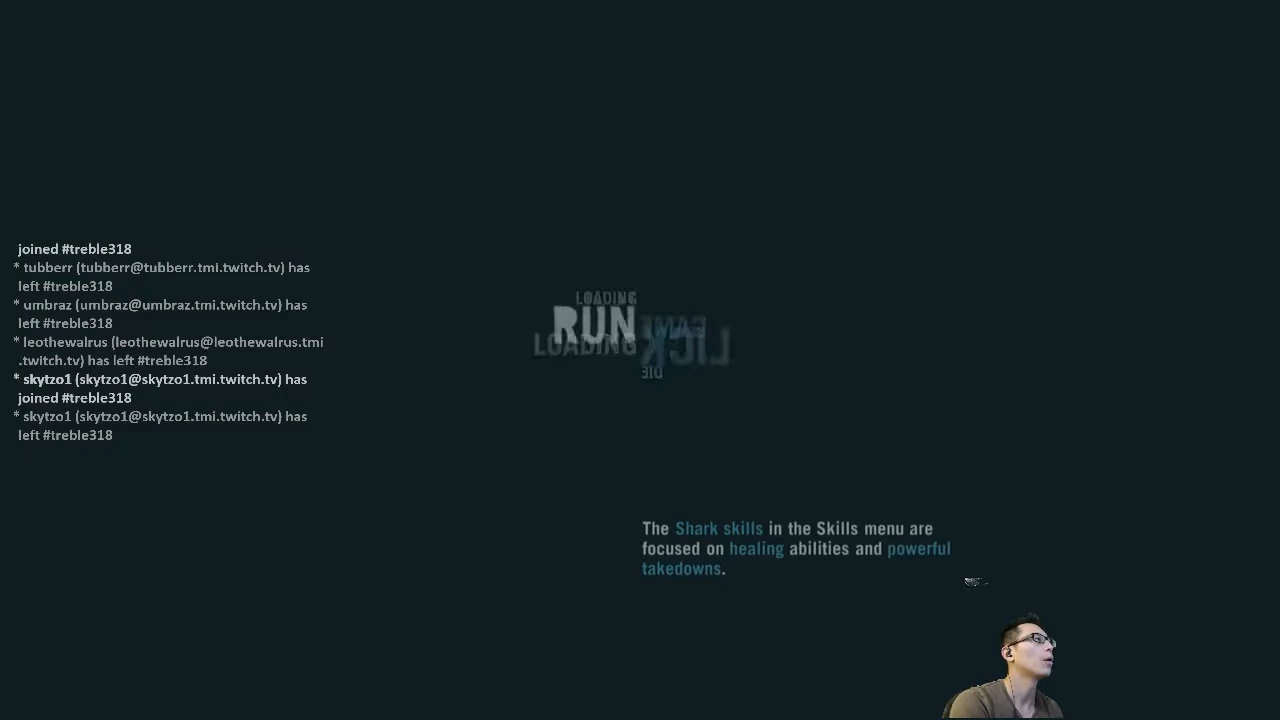 joined #treble318
* tubberr (tubberr@tubberr.tmi.twitch.tv) has
left #treble318
* umbraz (umbraz@umbraz.tmi.twitch.tv) has
left #treble318
* leothewalrus (leothewalrus@leothewalrus.tmi
.twitch.tv) has left #treble318
* skytzo1 (skytzo1@skytzo1.tmi.twitch.tv) has
joined #treble318
* skytzo1 (skytzo1@skytzo1.tmi.twitch.tv) has
left #treble318
LOADING
RUN
LOADING
DIE
The Shark skills in the Skills menu are
focused on healing abilities and powerful
takedowns.